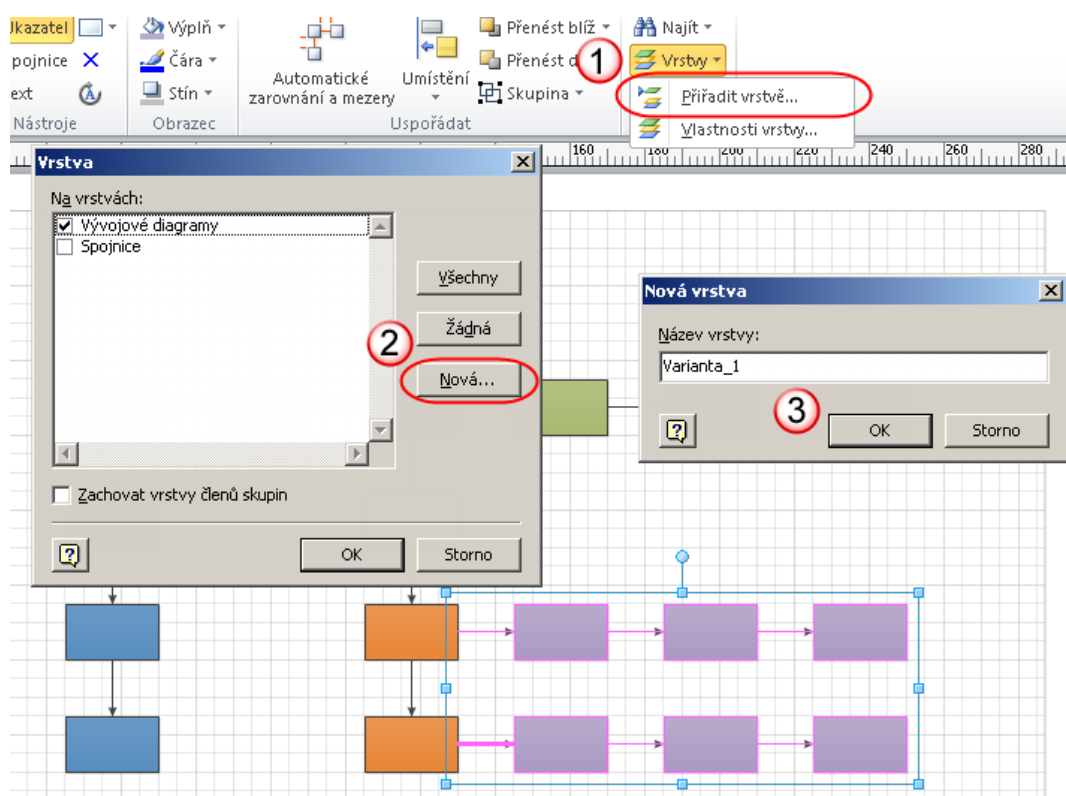 Ukazatel
Výplň
Přenést blíž
Najít
pojnice
Čára
Přenést d
1
Vrstvy
ext
Stín
Automatické
zarovnání a mezery
Umístění
Skupina
Přiřadit vrstvě...
Nástroje
Obrazec
Uspořádat
Vlastnosti vrstvy...
160 180 200 220 240 260 280
Vrstva
Na vrstvách:
Vývojové diagramy
Spojnice
Všechny
Žádná
2
Nová...
Zachovat vrstvy členů skupin
OK
Storno
Nová vrstva
Název vrstvy:
Varianta_1
3
OK
Storno